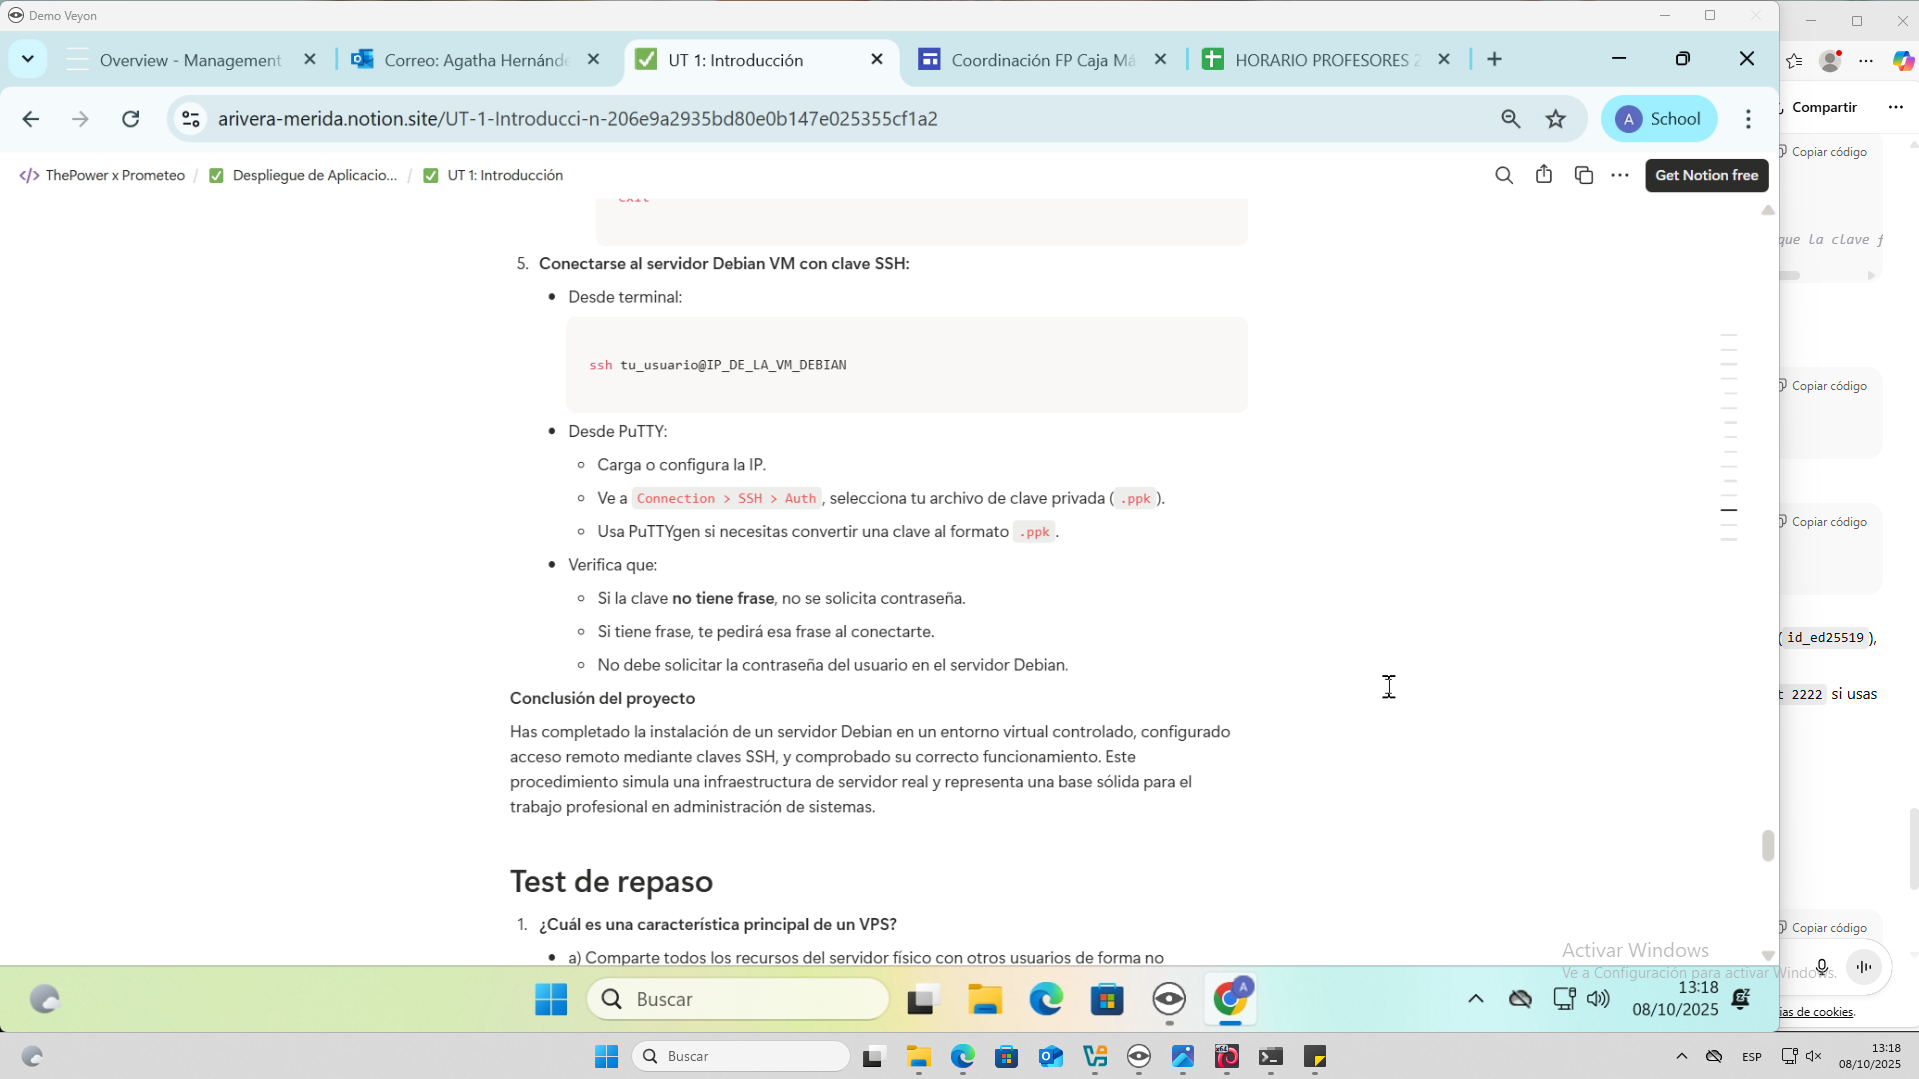 Demo Veyon
Overview - Management
Correo: Agatha Hernánde
UT 1: Introducción
Coordinación FP Caja Má
HORARIO PROFESORES 2
arivera-merida.notion.site/UT-1-Introducci-n-206e9a2935bd80e0b147e025355cf1a2
A School
Compartir
ThePower x Prometeo / Despliegue de Aplicacio... / UT 1: Introducción
Get Notion free
Copiar código
exit
que la clave f
5. Conectarse al servidor Debian VM con clave SSH:
• Desde terminal:
ssh tu_usuario@IP_DE_LA_VM_DEBIAN
Copiar código
• Desde PuTTY:
◦ Carga o configura la IP.
◦ Ve a Connection > SSH > Auth, selecciona tu archivo de clave privada (.ppk).
◦ Usa PuTTYgen si necesitas convertir una clave al formato .ppk.
Copiar código
• Verifica que:
◦ Si la clave no tiene frase, no se solicita contraseña.
◦ Si tiene frase, te pedirá esa frase al conectarte.
◦ No debe solicitar la contraseña del usuario en el servidor Debian.
(id_ed25519),
t 2222 si usas
Conclusión del proyecto
Has completado la instalación de un servidor Debian en un entorno virtual controlado, configurado
acceso remoto mediante claves SSH, y comprobado su correcto funcionamiento. Este
procedimiento simula una infraestructura de servidor real y representa una base sólida para el
trabajo profesional en administración de sistemas.
Test de repaso
1. ¿Cuál es una característica principal de un VPS?
• a) Comparte todos los recursos del servidor físico con otros usuarios de forma no
Copiar código
Activar Windows
Ve a Configuración para activar Windows.
Buscar
A
13:18
08/10/2025
ias de cookies.
Buscar
ESP
13:18
08/10/2025